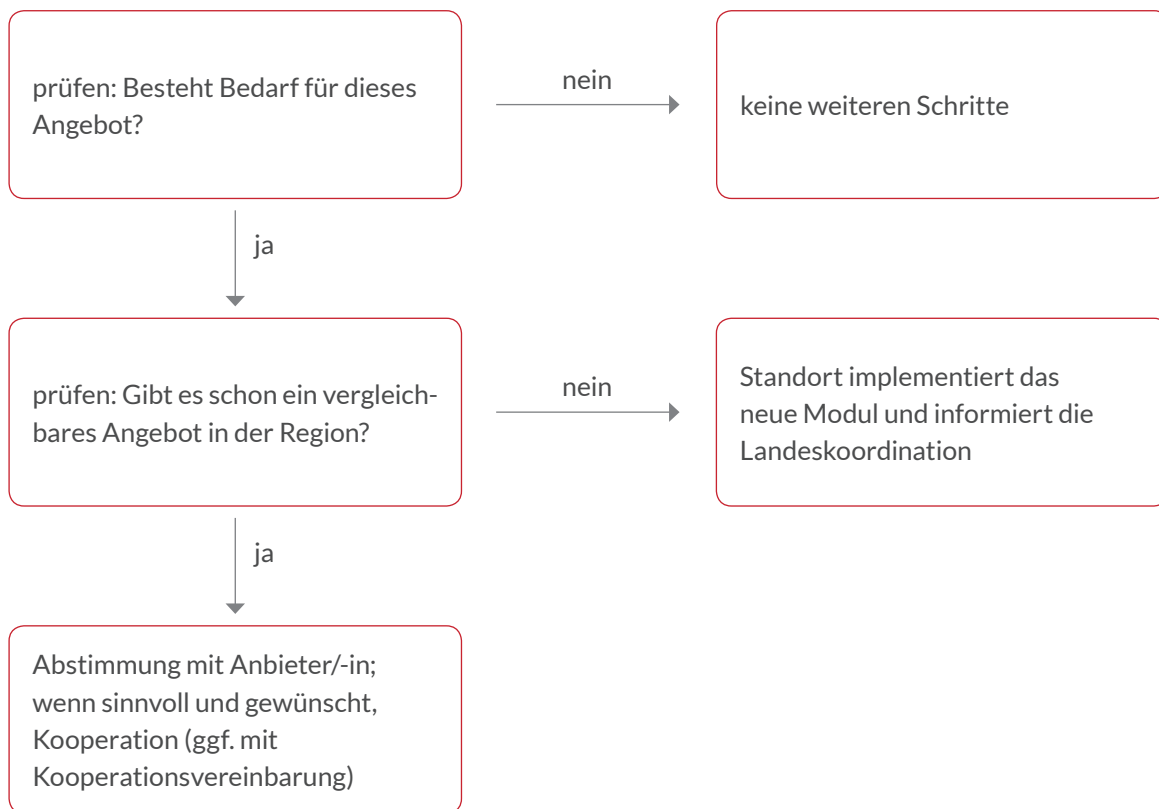 prüfen: Besteht Bedarf für dieses
Angebot?
nein
keine weiteren Schritte
ja
prüfen: Gibt es schon ein vergleich-
bares Angebot in der Region?
nein
Standort implementiert das
neue Modul und informiert die
Landeskoordination
ja
Abstimmung mit Anbieter/-in;
wenn sinnvoll und gewünscht,
Kooperation (ggf. mit
Kooperationsvereinbarung)